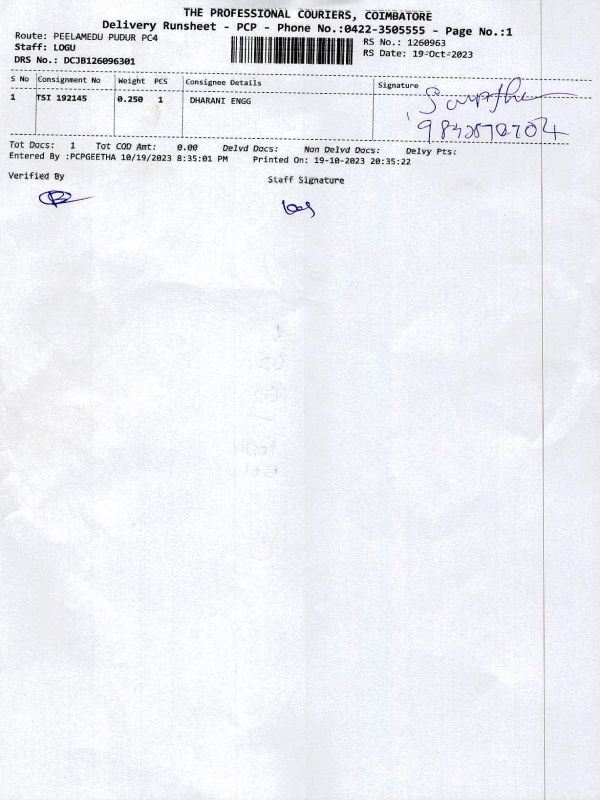 THE PROFESSIONAL COURIERS, COIMBATORE
Delivery Runsheet - PCP - Phone No.:0422-3505555 - Page No.:1
Route: PEELAMEDU PUDUR PC4
RS No.: 1260963
Staff: LOGU
RS Date: 19-Oct-2023
DRS No.: DCJB126096301
S No Consignment No Weight PCS Consignee Details Signature
1 TSI 192145 0.250 1 DHARANI ENGG
Tot Docs: 1 Tot COD Amt: 0.00 Delvd Docs: Non Delvd Docs: Delvy Pts:
Entered By :PCPGEETHA 10/19/2023 8:35:01 PM Printed On: 19-10-2023 20:35:22
Verified By
Staff Signature